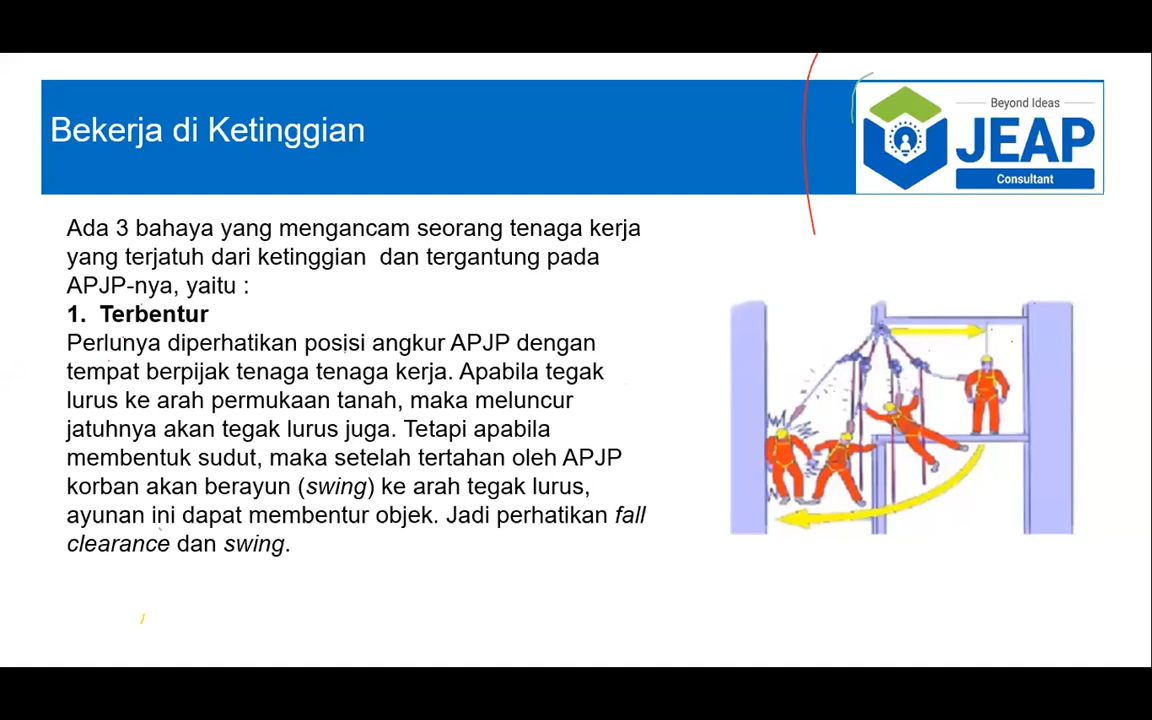 Bekerja di Ketinggian
Beyond Ideas
JEAP
Consultant
Ada 3 bahaya yang mengancam seorang tenaga kerja
yang terjatuh dari ketinggian  dan tergantung pada
APJP-nya, yaitu :
1.  Terbentur
Perlunya diperhatikan posisi angkur APJP dengan
tempat berpijak tenaga tenaga kerja. Apabila tegak
lurus ke arah permukaan tanah, maka meluncur
jatuhnya akan tegak lurus juga. Tetapi apabila
membentuk sudut, maka setelah tertahan oleh APJP
korban akan berayun (swing) ke arah tegak lurus,
ayunan ini dapat membentur objek. Jadi perhatikan fall
clearance dan swing.